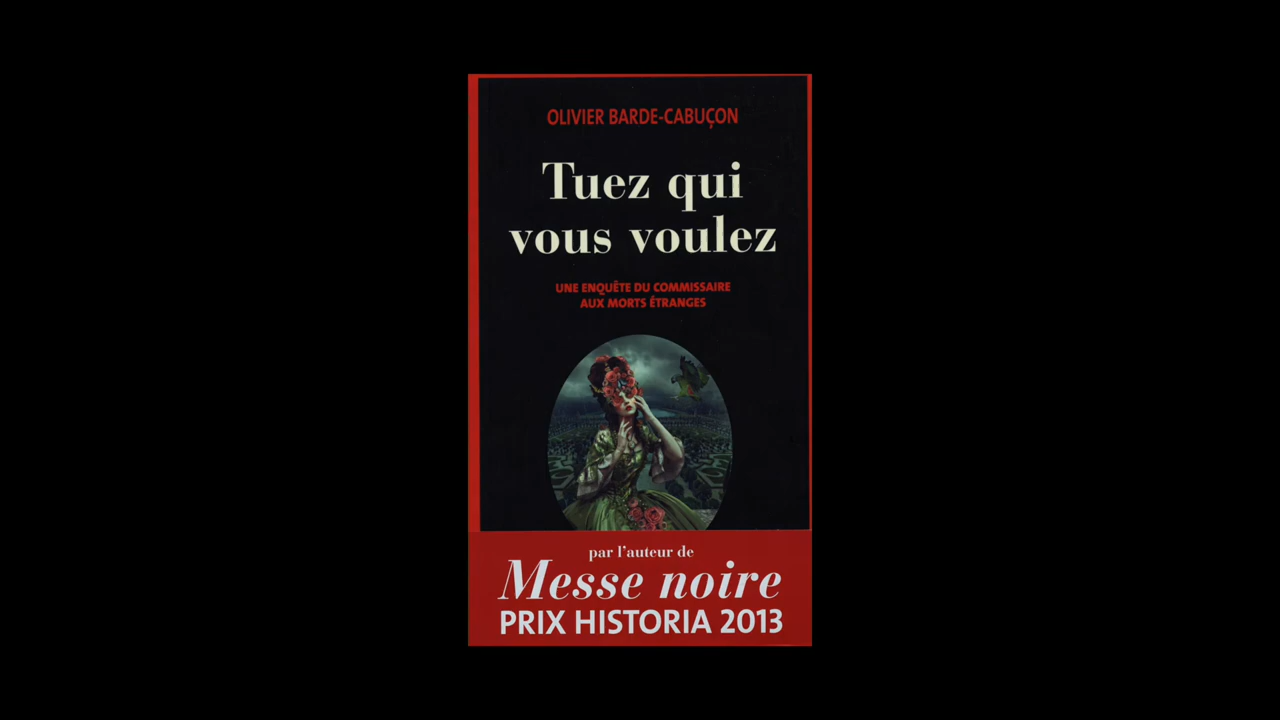 OLIVIER BARDE-CABUÇON
Tuez qui
vous voulez
UNE ENQUÊTE DU COMMISSAIRE
AUX MORTS ÉTRANGES
par l'auteur de
Messe noire
PRIX HISTORIA 2013